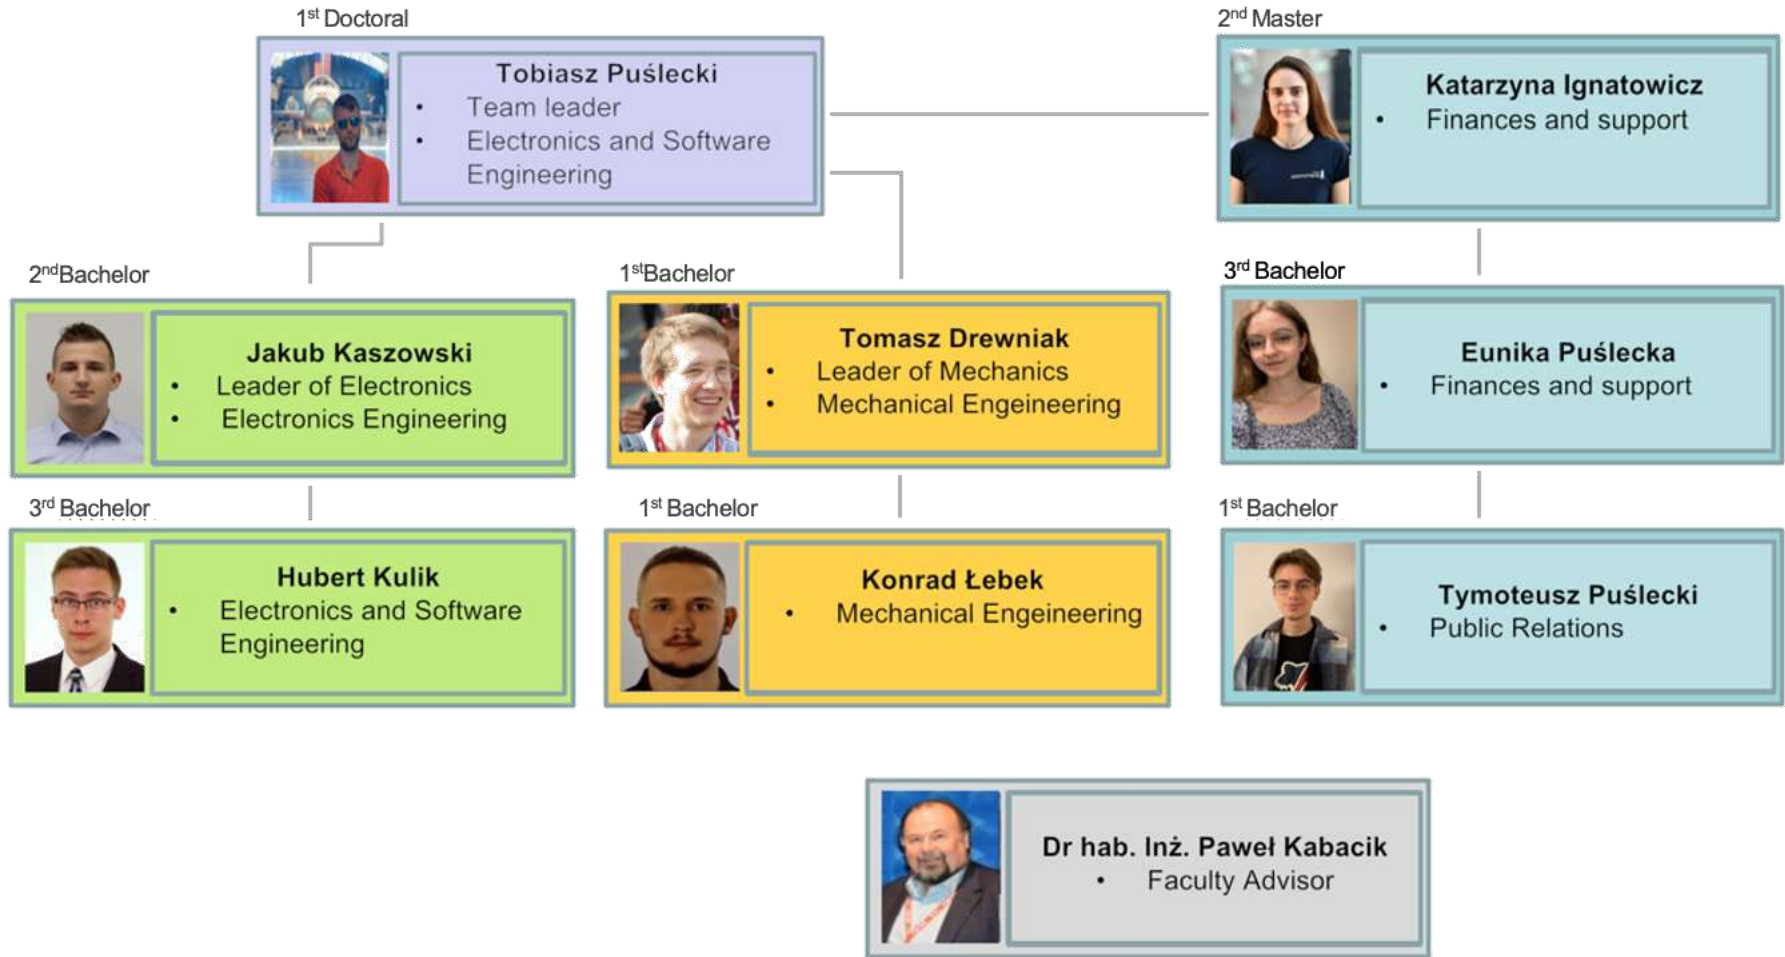 1st Doctoral
Tobiasz Puślecki
• Team leader
• Electronics and Software
Engineering
2nd Master
Katarzyna Ignatowicz
• Finances and support
2ndBachelor
Jakub Kaszowski
• Leader of Electronics
• Electronics Engineering
1stBachelor
Tomasz Drewniak
• Leader of Mechanics
• Mechanical Engeineering
3rd Bachelor
Eunika Puślecka
• Finances and support
3rd Bachelor
Hubert Kulik
• Electronics and Software
Engineering
1st Bachelor
Konrad Łebek
• Mechanical Engeineering
1st Bachelor
Tymoteusz Puślecki
• Public Relations
Dr hab. Inż. Paweł Kabacik
• Faculty Advisor